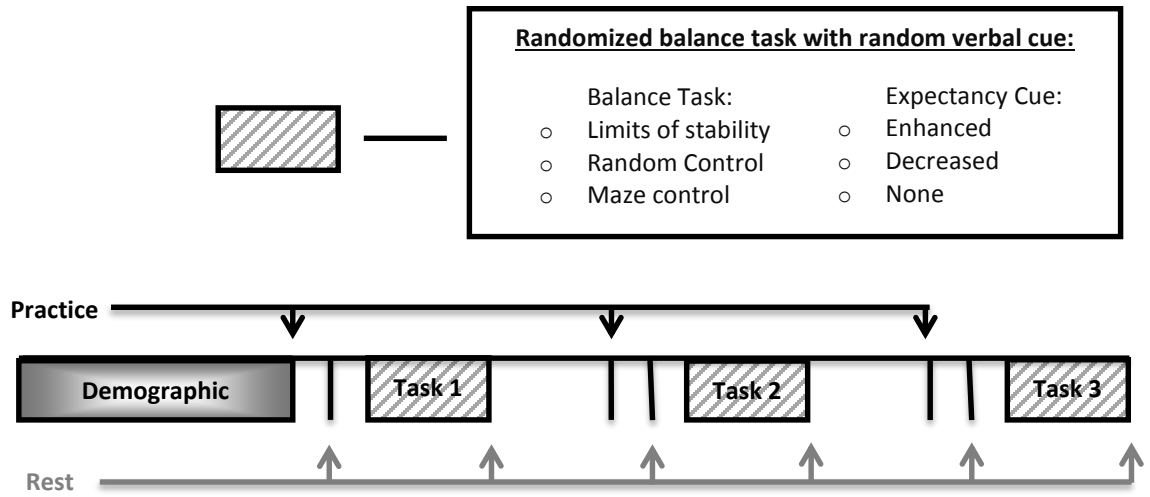 Randomized balance task with random verbal cue:
Balance Task:
○ Limits of stability
○ Random Control
○ Maze control
Expectancy Cue:
○ Enhanced
○ Decreased
○ None
Practice
Demographic
Task 1
Task 2
Task 3
Rest